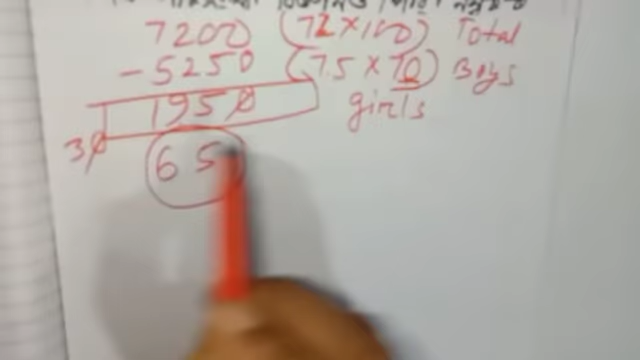 7200 (72×100) Total
-5250 (75×70) Boys
1950 girls
30
65